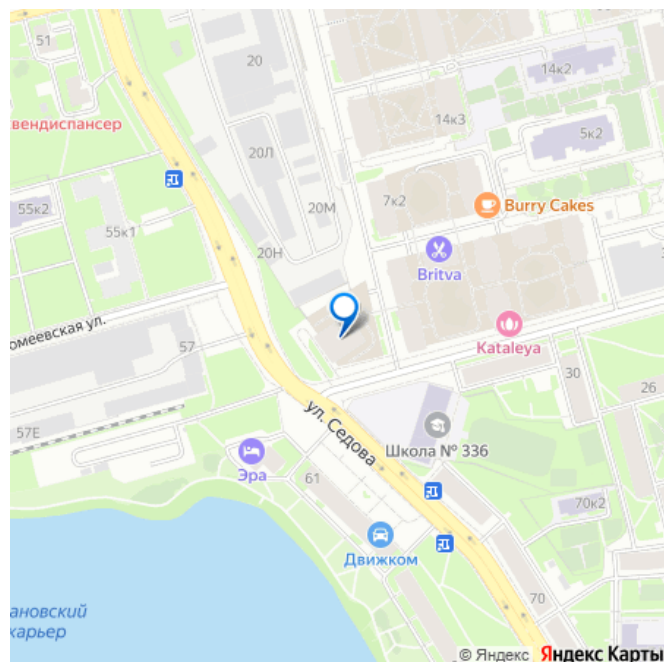 51
20
14к2
вендиспансер
14к3
5к2
20Л
55к2
7к2
20М
Burry Cakes
55к1
20Н
Britva
омеевская ул.
57
Kataleya
30
26
ул. Седова
57Е
Школа № 336
Эра
61
70к2
Движком
70
ановский
карьер
© Яндекс Яндекс Карты